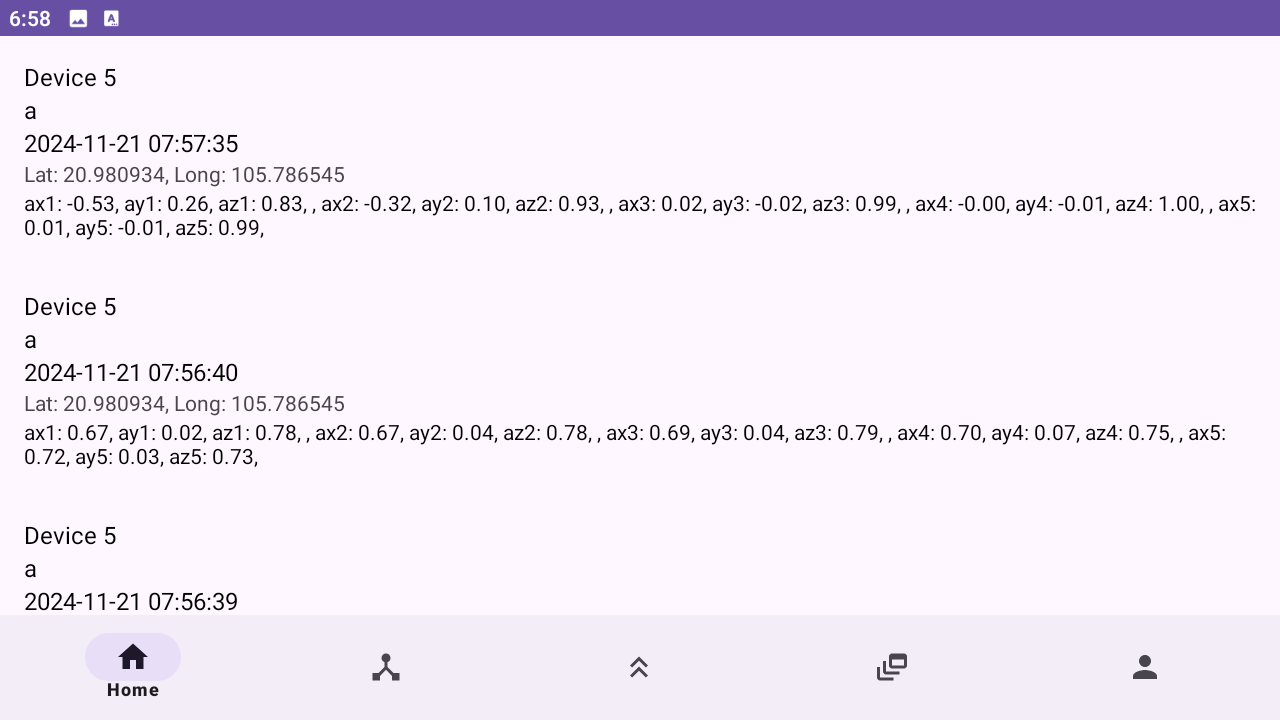 6:58
Device 5
a
2024-11-21 07:57:35
Lat: 20.980934, Long: 105.786545
ax1: -0.53, ay1: 0.26, az1: 0.83, , ax2: -0.32, ay2: 0.10, az2: 0.93, , ax3: 0.02, ay3: -0.02, az3: 0.99, , ax4: -0.00, ay4: -0.01, az4: 1.00, , ax5:
0.01, ay5: -0.01, az5: 0.99,
Device 5
a
2024-11-21 07:56:40
Lat: 20.980934, Long: 105.786545
ax1: 0.67, ay1: 0.02, az1: 0.78, , ax2: 0.67, ay2: 0.04, az2: 0.78, , ax3: 0.69, ay3: 0.04, az3: 0.79, , ax4: 0.70, ay4: 0.07, az4: 0.75, , ax5:
0.72, ay5: 0.03, az5: 0.73,
Device 5
a
2024-11-21 07:56:39
Home